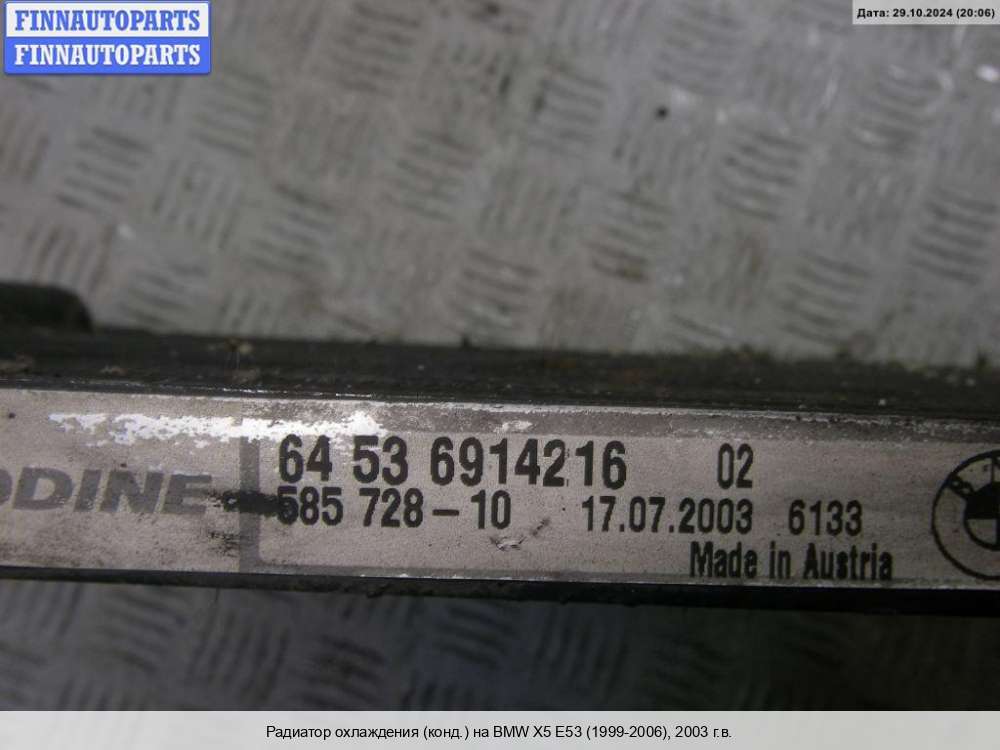 FINNAUTOPARTS
FINNAUTOPARTS
Дата: 29.10.2024 (20:06)
ODINE
64 53 6914216 02
585 728-10 17.07.2003 6133
Made in Austria
Радиатор охлаждения (конд.) на BMW X5 E53 (1999-2006), 2003 г.в.